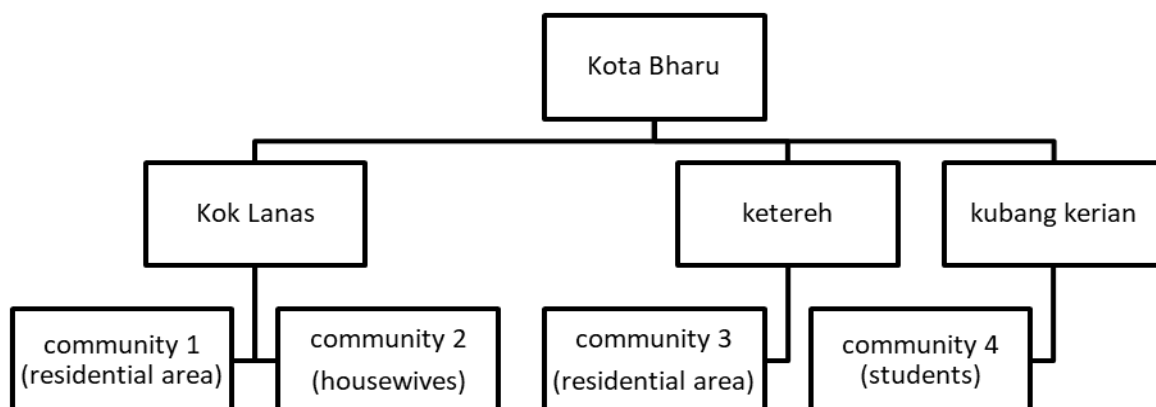 Kota Bharu
Kok Lanas
ketereh
kubang kerian
community 1
(residential area)
community 2
(housewives)
community 3
(residential area)
community 4
(students)